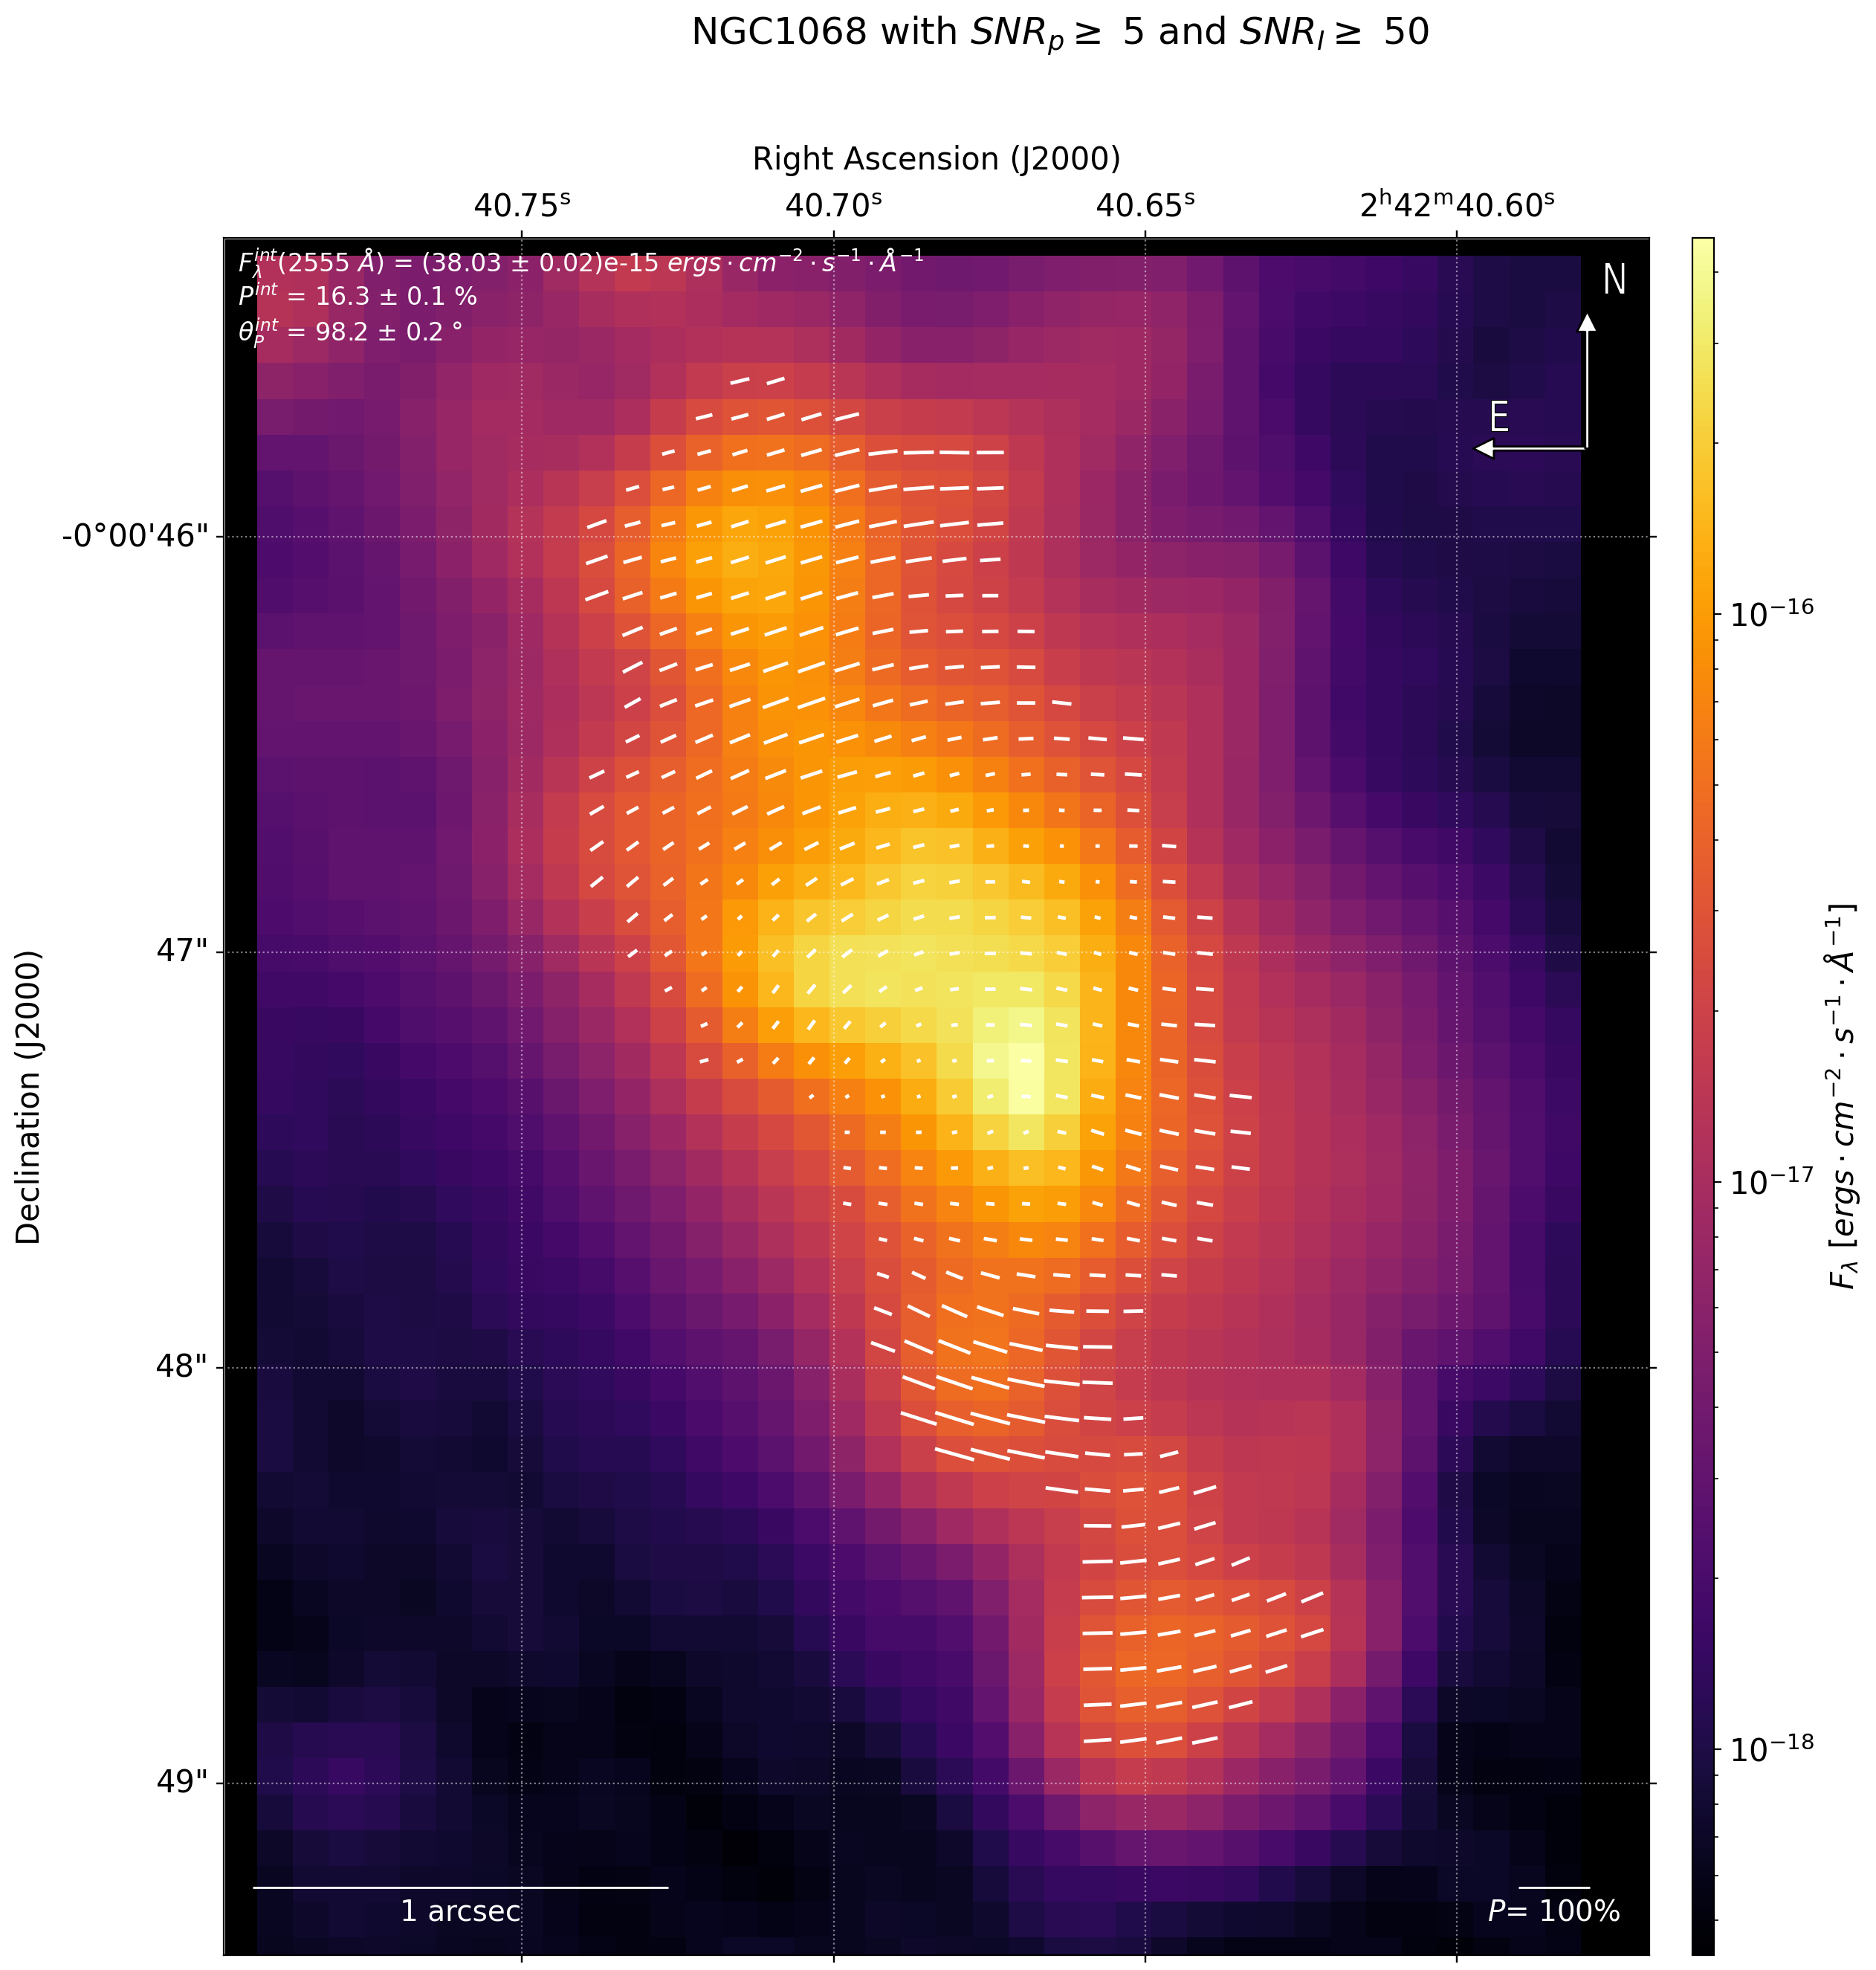 NGC1068 with SNRₚ ≥ 5 and SNR_I ≥ 50
Right Ascension (J2000)
40.75ˢ 40.70ˢ 40.65ˢ 2ʰ42ᵐ40.60ˢ
F_λ^int(2555 Å) = (38.03 ± 0.02)e-15 ergs · cm⁻² · s⁻¹ · Å⁻¹
P^int = 16.3 ± 0.1 %
θ_P^int = 98.2 ± 0.2 °
N
E
-0°00'46"
47"
48"
49"
Declination (J2000)
1 arcsec
P= 100%
10⁻¹⁶
10⁻¹⁷
10⁻¹⁸
F_λ [ergs · cm⁻² · s⁻¹ · Å⁻¹]